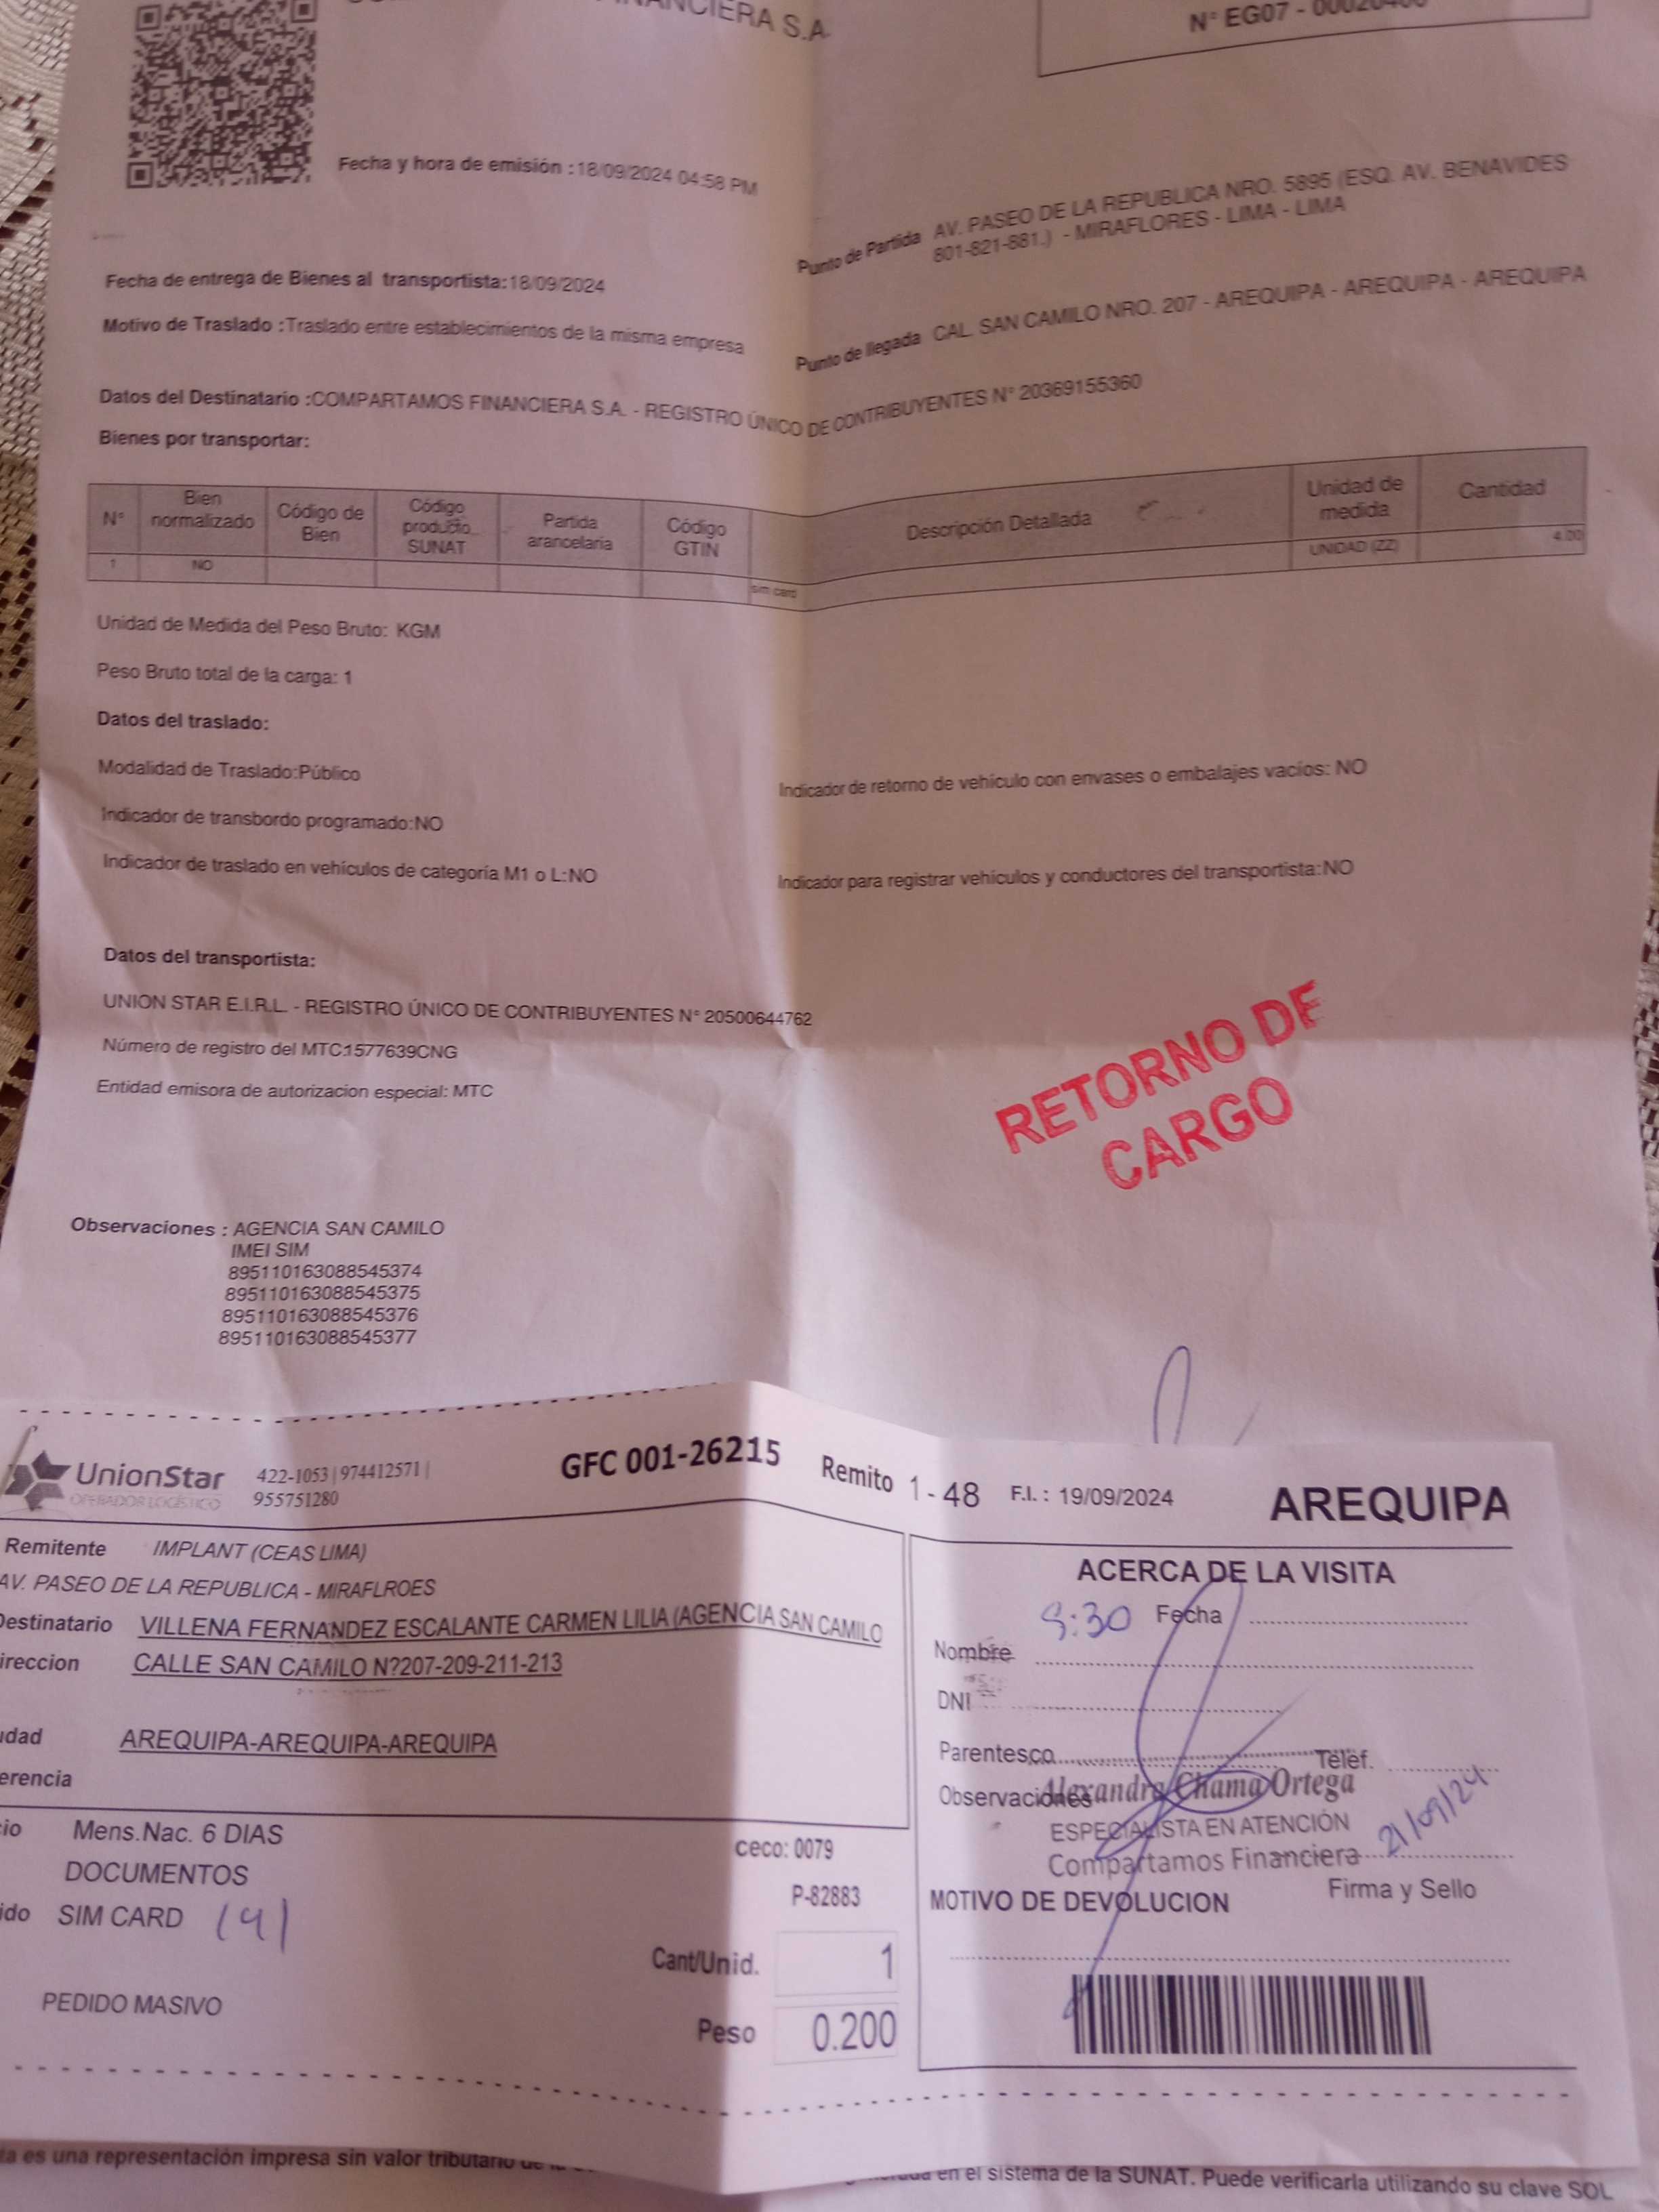 FINANCIERA S.A.
N° EG07 -
Fecha y hora de emisión :18/09/2024 04:58 PM
Punto de Partida AV. PASEO DE LA REPUBLICA NRO. 5895 (ESQ. AV. BENAVIDES
801-821-881.) - MIRAFLORES - LIMA - LIMA
Fecha de entrega de Bienes al transportista:18/09/2024
Motivo de Traslado :Traslado entre establecimientos de la misma empresa
Punto de llegada CAL. SAN CAMILO NRO. 207 - AREQUIPA - AREQUIPA - AREQUIPA
Datos del Destinatario :COMPARTAMOS FINANCIERA S.A. - REGISTRO ÚNICO DE CONTRIBUYENTES N° 20369155360
Bienes por transportar:
N° Bien normalizado Código de Bien Código producto SUNAT Partida arancelaria Código GTIN Descripción Detallada Unidad de medida Cantidad
1 NO sim card UNIDAD (ZZ) 4.00
Unidad de Medida del Peso Bruto: KGM
Peso Bruto total de la carga: 1
Datos del traslado:
Modalidad de Traslado:Público
Indicador de retorno de vehículo con envases o embalajes vacíos: NO
Indicador de transbordo programado:NO
Indicador de traslado en vehículos de categoría M1 o L:NO
Indicador para registrar vehículos y conductores del transportista:NO
Datos del transportista:
UNION STAR E.I.R.L. - REGISTRO ÚNICO DE CONTRIBUYENTES N° 20500644762
Número de registro del MTC:1577639CNG
Entidad emisora de autorizacion especial: MTC
RETORNO DE
CARGO
Observaciones : AGENCIA SAN CAMILO
IMEI SIM
895110163088545374
895110163088545375
895110163088545376
895110163088545377
UnionStar
OPERADOR LOGÍSTICO
422-1053 | 974412571 |
955751280
GFC 001-26215 Remito 1 - 48 F.I. : 19/09/2024 AREQUIPA
Remitente IMPLANT (CEAS LIMA)
AV. PASEO DE LA REPUBLICA - MIRAFLROES
Destinatario VILLENA FERNANDEZ ESCALANTE CARMEN LILIA (AGENCIA SAN CAMILO
ireccion CALLE SAN CAMILO N?207-209-211-213
udad AREQUIPA-AREQUIPA-AREQUIPA
erencia
io Mens.Nac. 6 DIAS
DOCUMENTOS
ido SIM CARD (4)
PEDIDO MASIVO
ceco: 0079
P-82883
Cant/Unid. 1
Peso 0.200
ACERCA DE LA VISITA
9:30 Fecha
Nombre
DNI
Parentesco Teléf.
Observaciones Chama Ortega
ESPECIALISTA EN ATENCIÓN
21/09/24
Compartamos Financiera
Firma y Sello
MOTIVO DE DEVOLUCION
ta es una representación impresa sin valor tributario de la
en el sistema de la SUNAT. Puede verificarla utilizando su clave SOL